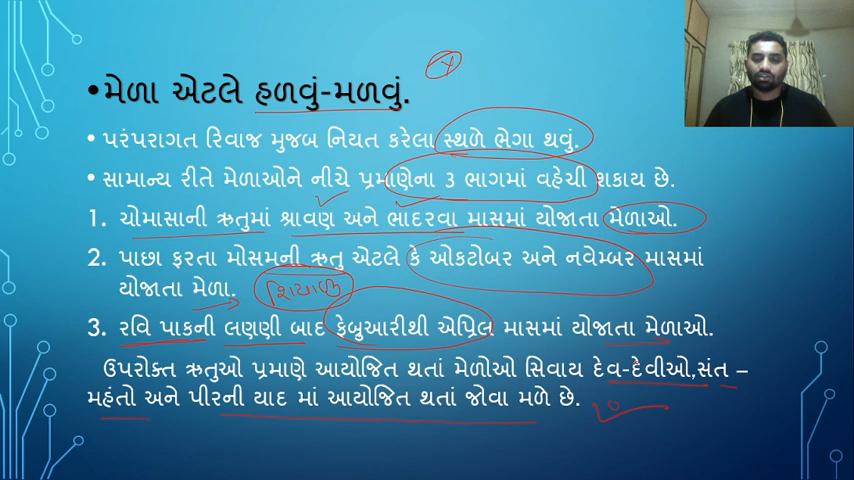 •મેળા એટલે હળવું-મળવું.
• પરંપરાગત રિવાજ મુજબ નિયત કરેલા સ્થળે ભેગા થવું.
• સામાન્ય રીતે મેળાઓને નીચે પ્રમાણેના 3 ભાગમાં વહેચી શકાય છે.
1. ચોમાસાની ઋતુમાં શ્રાવણ અને ભાદરવા માસમાં યોજાતા મેળાઓ.
2. પાછા ફરતા મોસમની ઋતુ એટલે કે ઓકટોબર અને નવેમ્બર માસમાં
યોજાતા મેળા. શિયાળુ
3. રવિ પાકની લણણી બાદ ફેબ્રુઆરીથી એપ્રિલ માસમાં યોજાતા મેળાઓ.
ઉપરોક્ત ઋતુઓ પ્રમાણે આયોજિત થતાં મેળોઓ સિવાય દેવ-દેવીઓ,સંત –
મહંતો અને પીરની યાદ માં આયોજિત થતાં જોવા મળે છે.